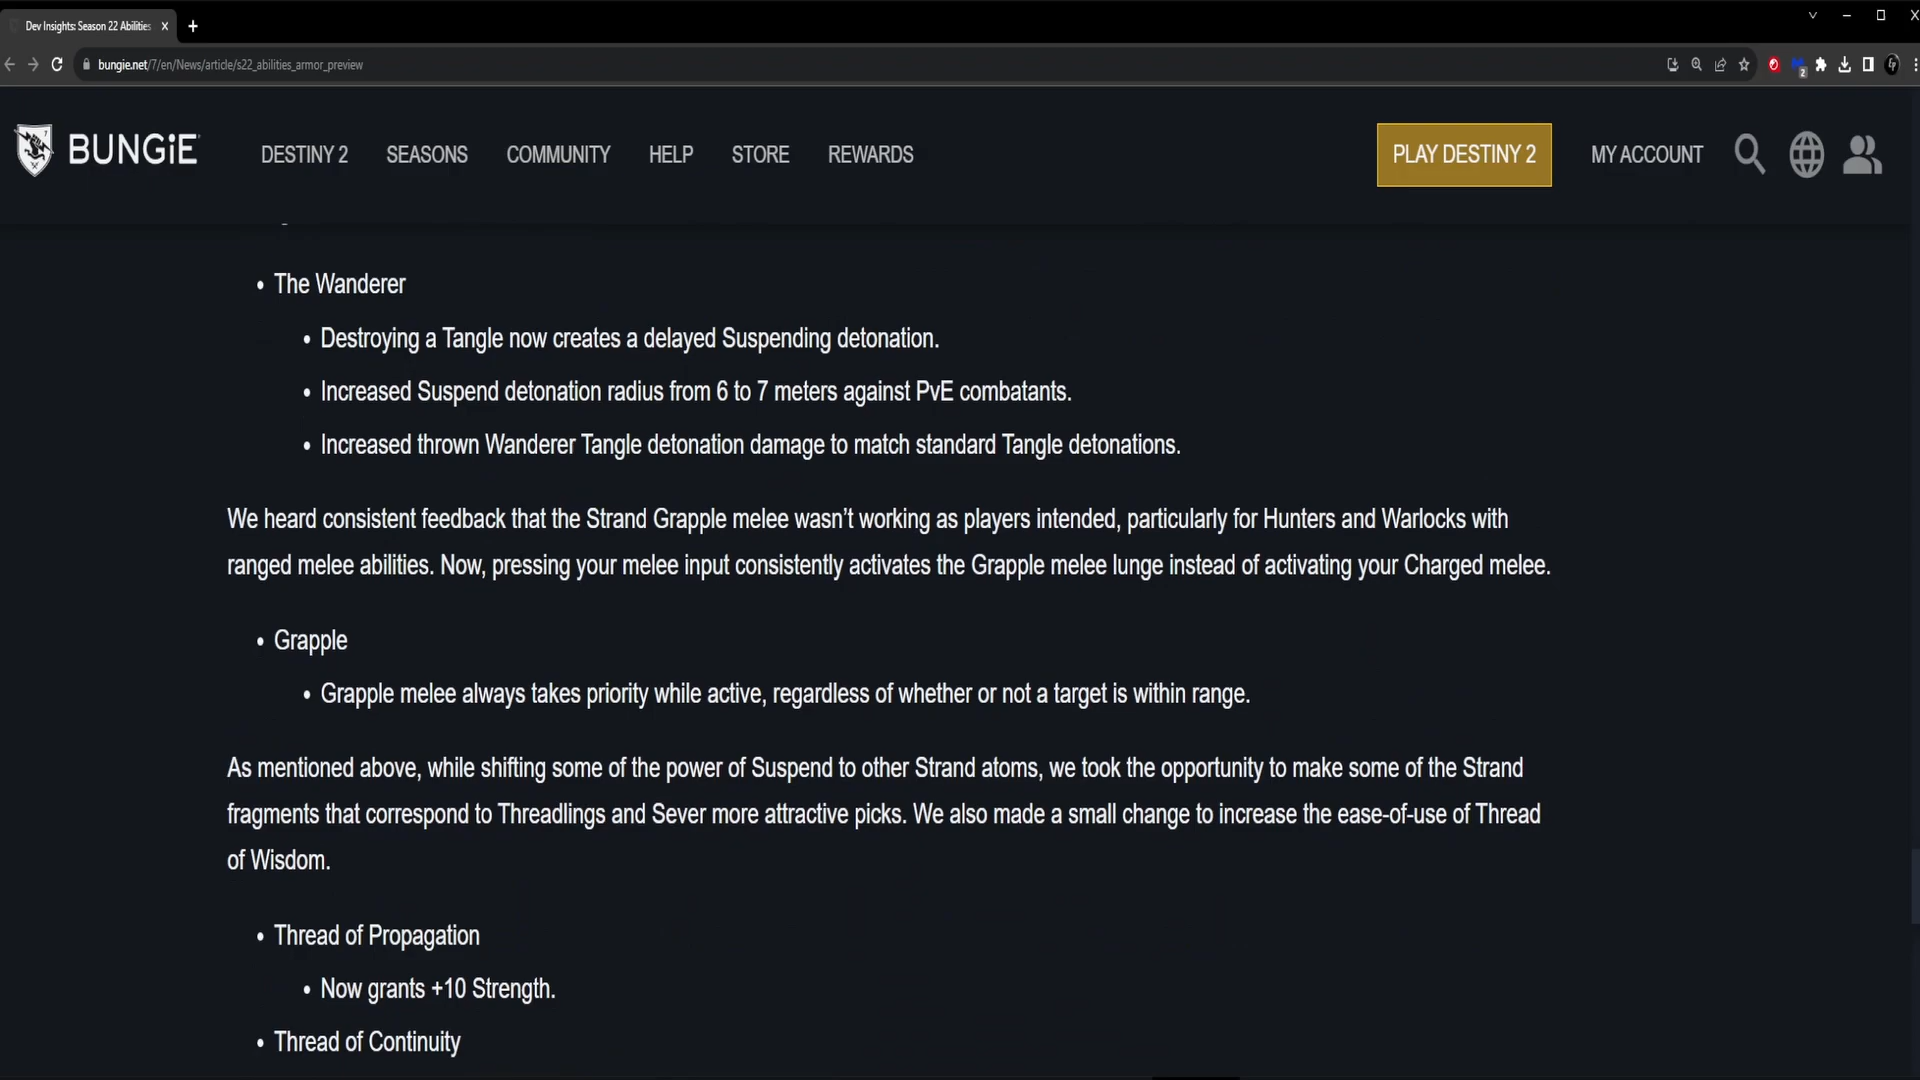 Dev Insights: Season 22 Abilities
bungie.net/7/en/News/article/s22_abilities_armor_preview
2
BUNGiE
DESTINY 2
SEASONS
COMMUNITY
HELP
STORE
REWARDS
PLAY DESTINY 2
MY ACCOUNT
• The Wanderer
• Destroying a Tangle now creates a delayed Suspending detonation.
• Increased Suspend detonation radius from 6 to 7 meters against PvE combatants.
• Increased thrown Wanderer Tangle detonation damage to match standard Tangle detonations.
We heard consistent feedback that the Strand Grapple melee wasn’t working as players intended, particularly for Hunters and Warlocks with
ranged melee abilities. Now, pressing your melee input consistently activates the Grapple melee lunge instead of activating your Charged melee.
• Grapple
• Grapple melee always takes priority while active, regardless of whether or not a target is within range.
As mentioned above, while shifting some of the power of Suspend to other Strand atoms, we took the opportunity to make some of the Strand
fragments that correspond to Threadlings and Sever more attractive picks. We also made a small change to increase the ease-of-use of Thread
of Wisdom.
• Thread of Propagation
• Now grants +10 Strength.
• Thread of Continuity